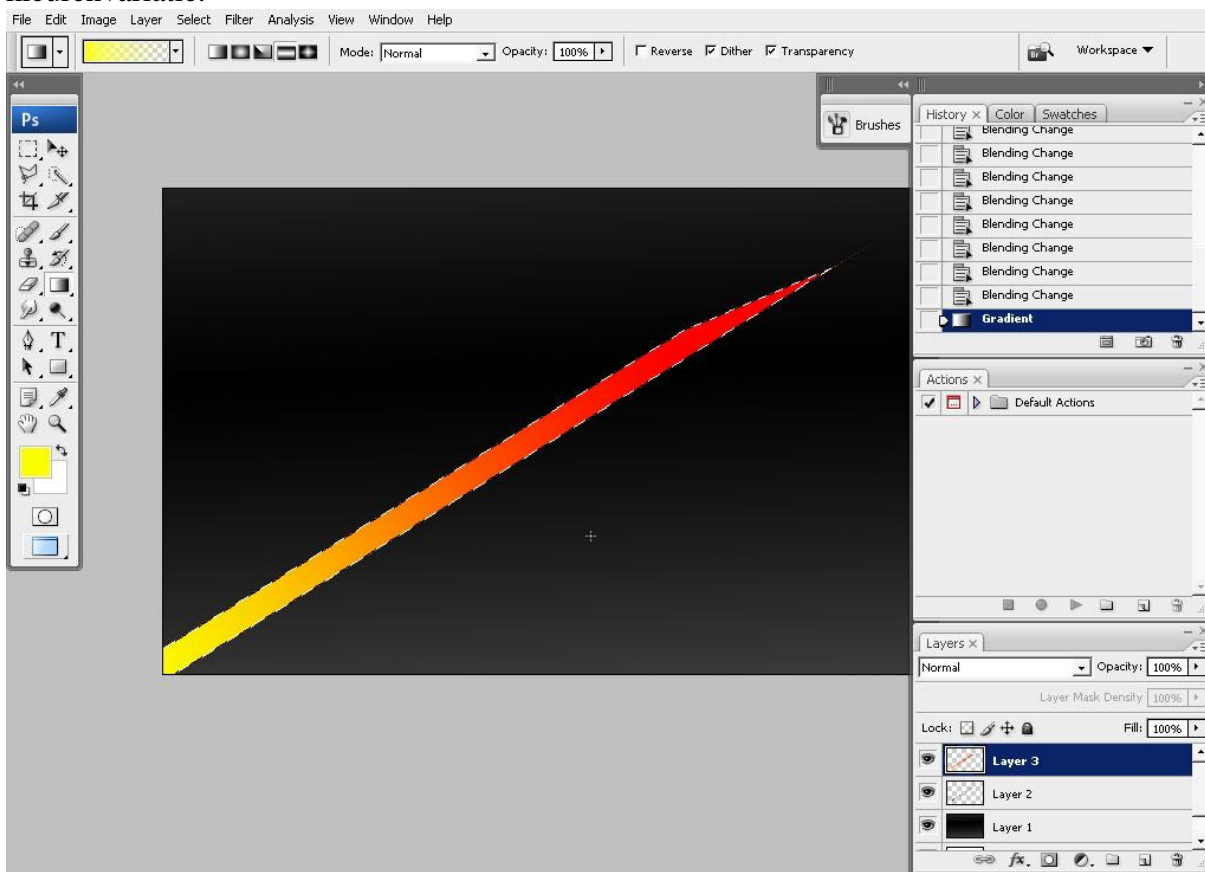 kleurenvariatie.
File Edit Image Layer Select Filter Analysis View Window Help
Mode: Normal Opacity: 100% Reverse Dither Transparency Workspace
Ps
Brushes
History × Color Swatches
Blending Change
Blending Change
Blending Change
Blending Change
Blending Change
Blending Change
Blending Change
Blending Change
Gradient
Actions ×
Default Actions
Layers ×
Normal Opacity: 100%
Layer Mask Density 100%
Lock: Fill: 100%
Layer 3
Layer 2
Layer 1